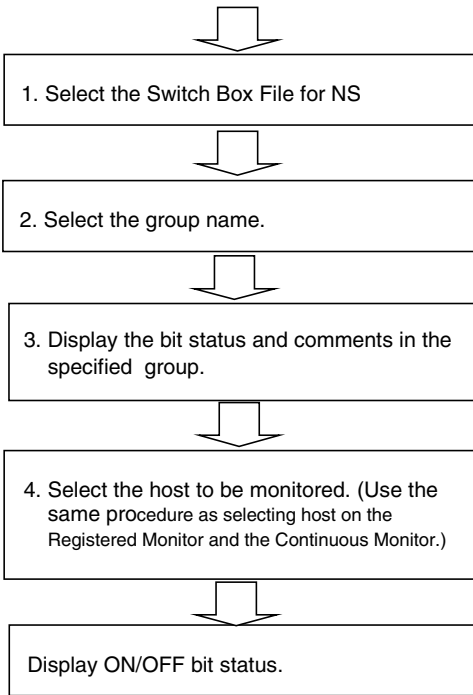 1. Select the Switch Box File for NS
2. Select the group name.
3. Display the bit status and comments in the
specified group.
4. Select the host to be monitored. (Use the
same procedure as selecting host on the
Registered Monitor and the Continuous Monitor.)
Display ON/OFF bit status.